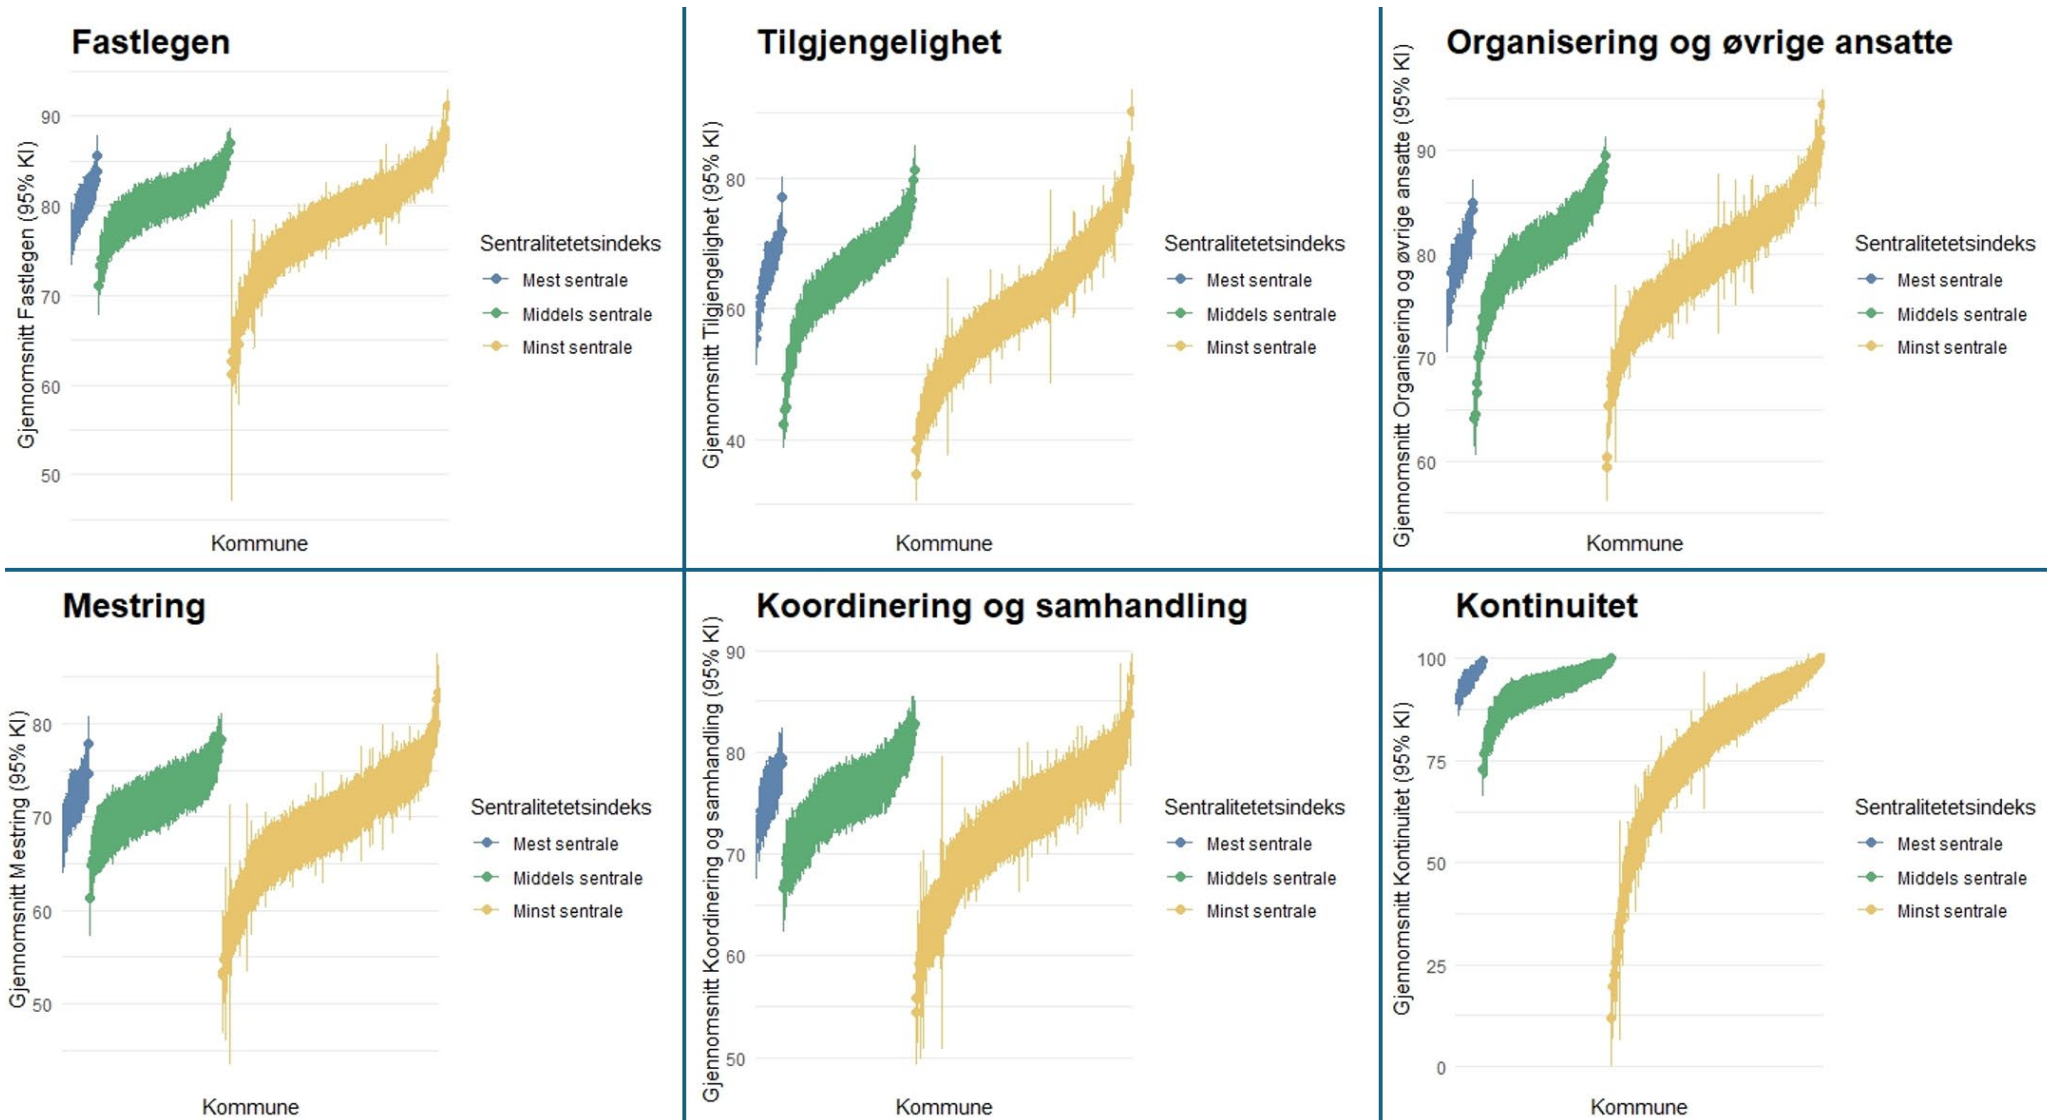 Fastlegen
Gjennomsnitt Fastlegen (95% KI)
90
80
70
60
50
Kommune
Sentralitetetsindeks
Mest sentrale
Middels sentrale
Minst sentrale
Tilgjengelighet
Gjennomsnitt Tilgjengelighet (95% KI)
80
60
40
Kommune
Sentralitetetsindeks
Mest sentrale
Middels sentrale
Minst sentrale
Organisering og øvrige ansatte
Gjennomsnitt Organisering og øvrige ansatte (95% KI)
90
80
70
60
Kommune
Sentralitetetsindeks
Mest sentrale
Middels sentrale
Minst sentrale
Mestring
Gjennomsnitt Mestring (95% KI)
80
70
60
50
Kommune
Sentralitetetsindeks
Mest sentrale
Middels sentrale
Minst sentrale
Koordinering og samhandling
Gjennomsnitt Koordinering og samhandling (95% KI)
90
80
70
60
50
Kommune
Sentralitetetsindeks
Mest sentrale
Middels sentrale
Minst sentrale
Kontinuitet
Gjennomsnitt Kontinuitet (95% KI)
100
75
50
25
0
Kommune
Sentralitetetsindeks
Mest sentrale
Middels sentrale
Minst sentrale